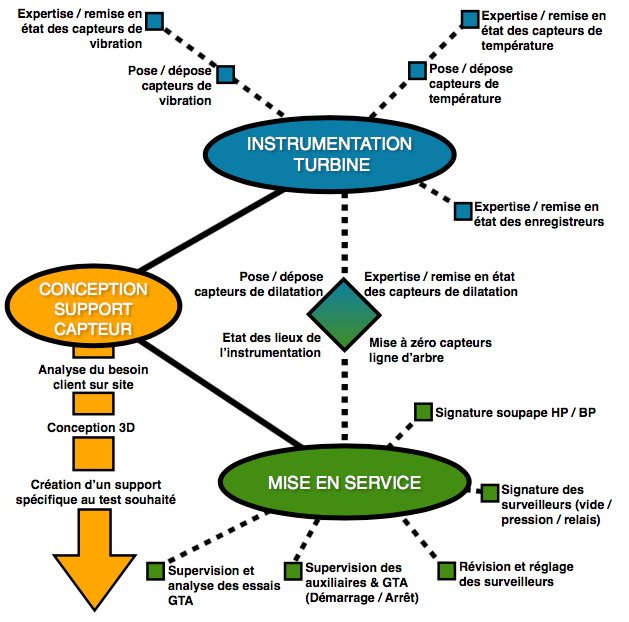 Expertise / remise en
état des capteurs de
vibration
Expertise / remise en
état des capteurs de
température
Pose / dépose
capteurs de
vibration
Pose / dépose
capteurs de
température
INSTRUMENTATION
TURBINE
Expertise / remise en
état des enregistreurs
CONCEPTION
SUPPORT
CAPTEUR
Pose / dépose
capteurs de dilatation
Expertise / remise en état
des capteurs de dilatation
Etat des lieux de
l'instrumentation
Mise à zéro capteurs
ligne d'arbre
Analyse du besoin
client sur site
Conception 3D
Création d'un support
spécifique au test souhaité
Signature soupape HP / BP
MISE EN SERVICE
Signature des
surveilleurs (vide /
pression / relais)
Supervision et
analyse des essais
GTA
Supervision des
auxiliaires & GTA
(Démarrage / Arrêt)
Révision et réglage
des surveilleurs